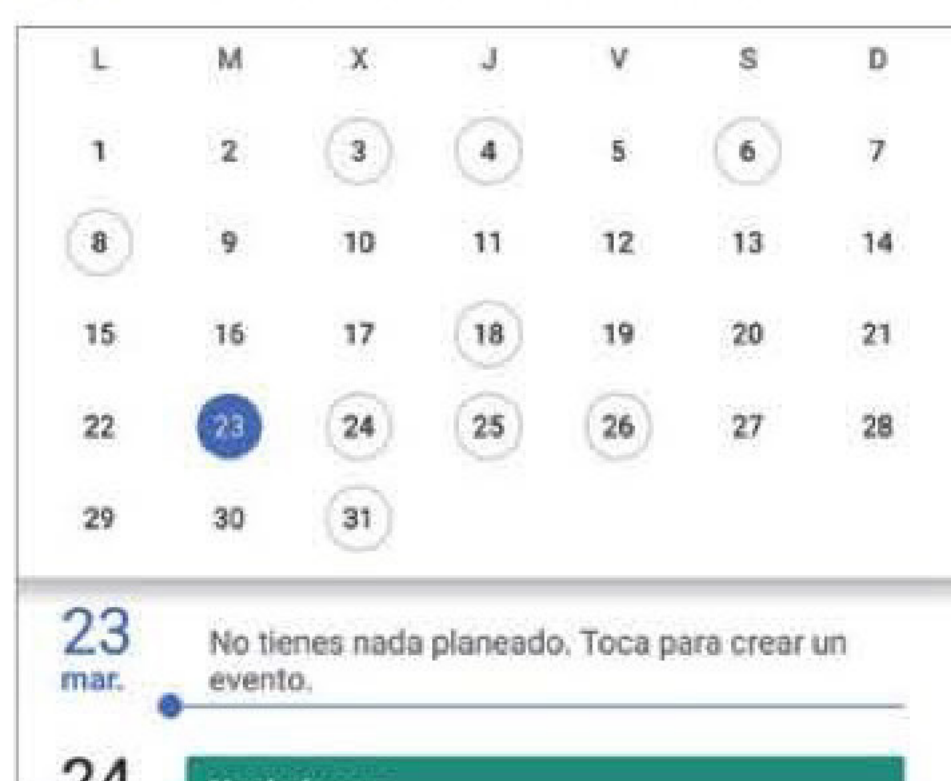 L M X J V S D
1 2 3 4 5 6 7
8 9 10 11 12 13 14
15 16 17 18 19 20 21
22 23 24 25 26 27 28
29 30 31
23 No tienes nada planeado. Toca para crear un
mar. evento.
24